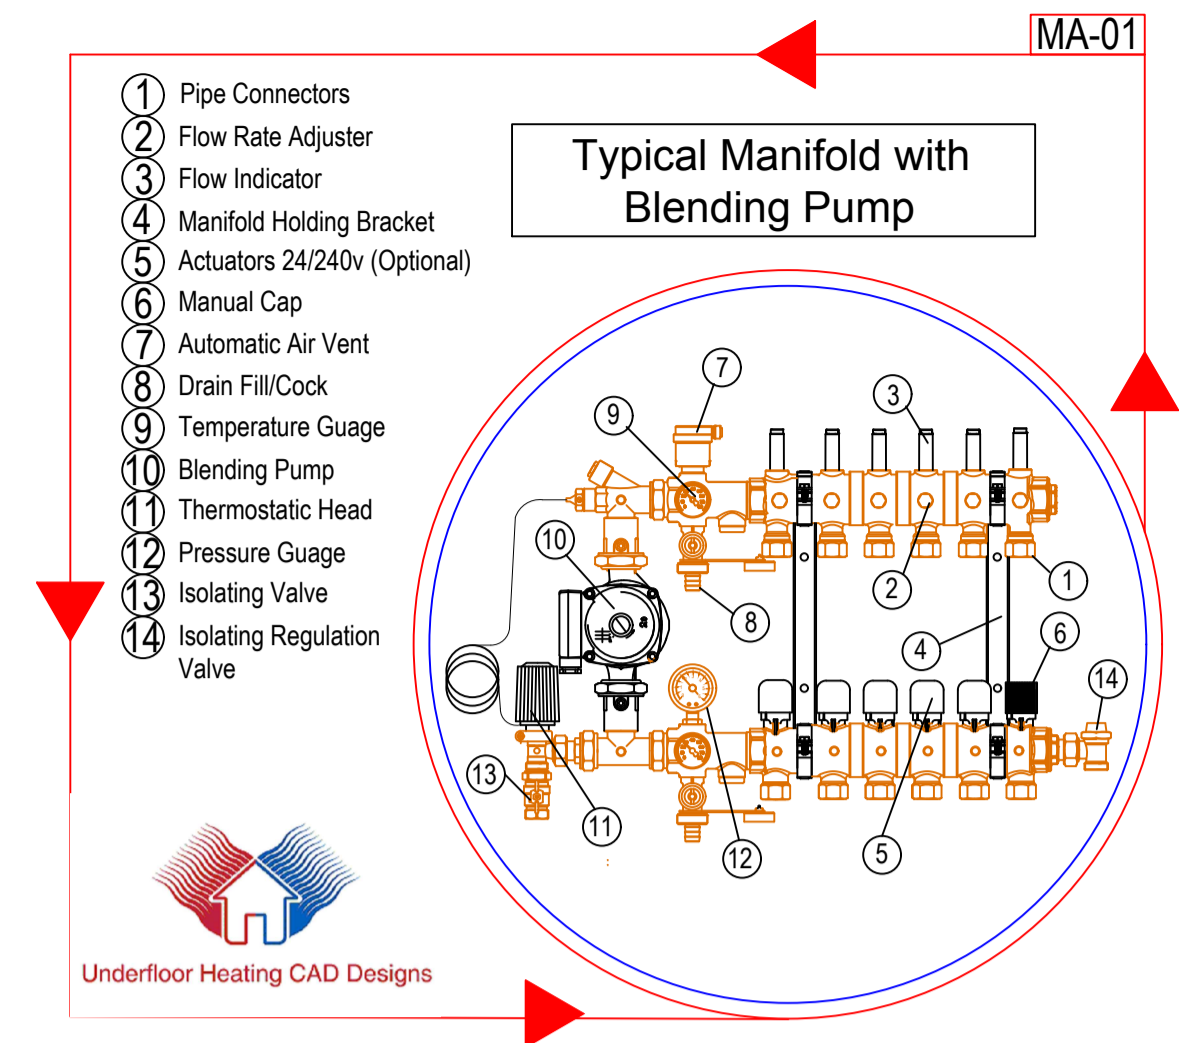 MA-01
1 Pipe Connectors
2 Flow Rate Adjuster
3 Flow Indicator
4 Manifold Holding Bracket
5 Actuators 24/240v (Optional)
6 Manual Cap
7 Automatic Air Vent
8 Drain Fill/Cock
9 Temperature Guage
10 Blending Pump
11 Thermostatic Head
12 Pressure Guage
13 Isolating Valve
14 Isolating Regulation
Valve
Typical Manifold with
Blending Pump
7
3
9
10
1
2
8
6
4
14
13
11
12
5
Underfloor Heating CAD Designs